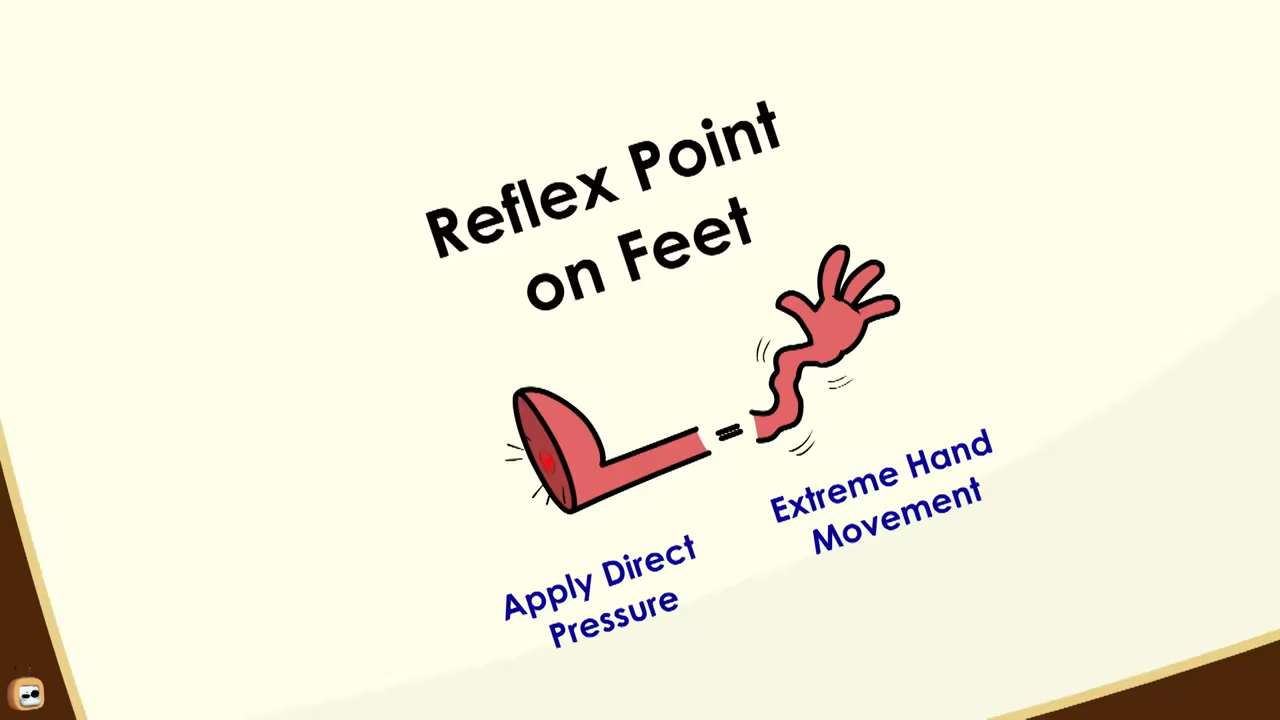 Reflex Point
on Feet
=
Apply Direct
Pressure
Extreme Hand
Movement